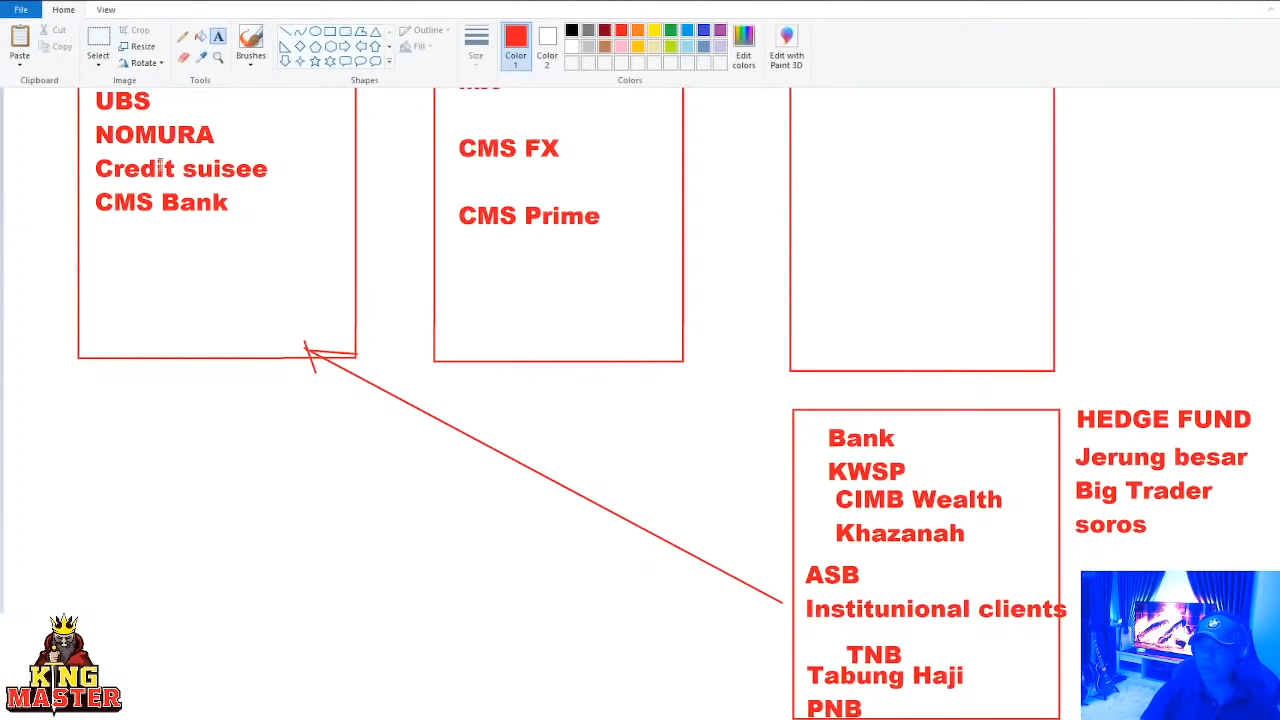 File
Home
View
Paste
Cut
Copy
Clipboard
Select
Crop
Resize
Rotate
Image
Tools
Brushes
Shapes
Outline
Fill
Size
Color
1
Color
2
Colors
Edit
colors
Edit with
Paint 3D
UBS
NOMURA
Credit suisee
CMS Bank
CMS FX
CMS Prime
Bank
KWSP
CIMB Wealth
Khazanah
ASB
Institunional clients
TNB
Tabung Haji
PNB
HEDGE FUND
Jerung besar
Big Trader
soros
KING
MASTER